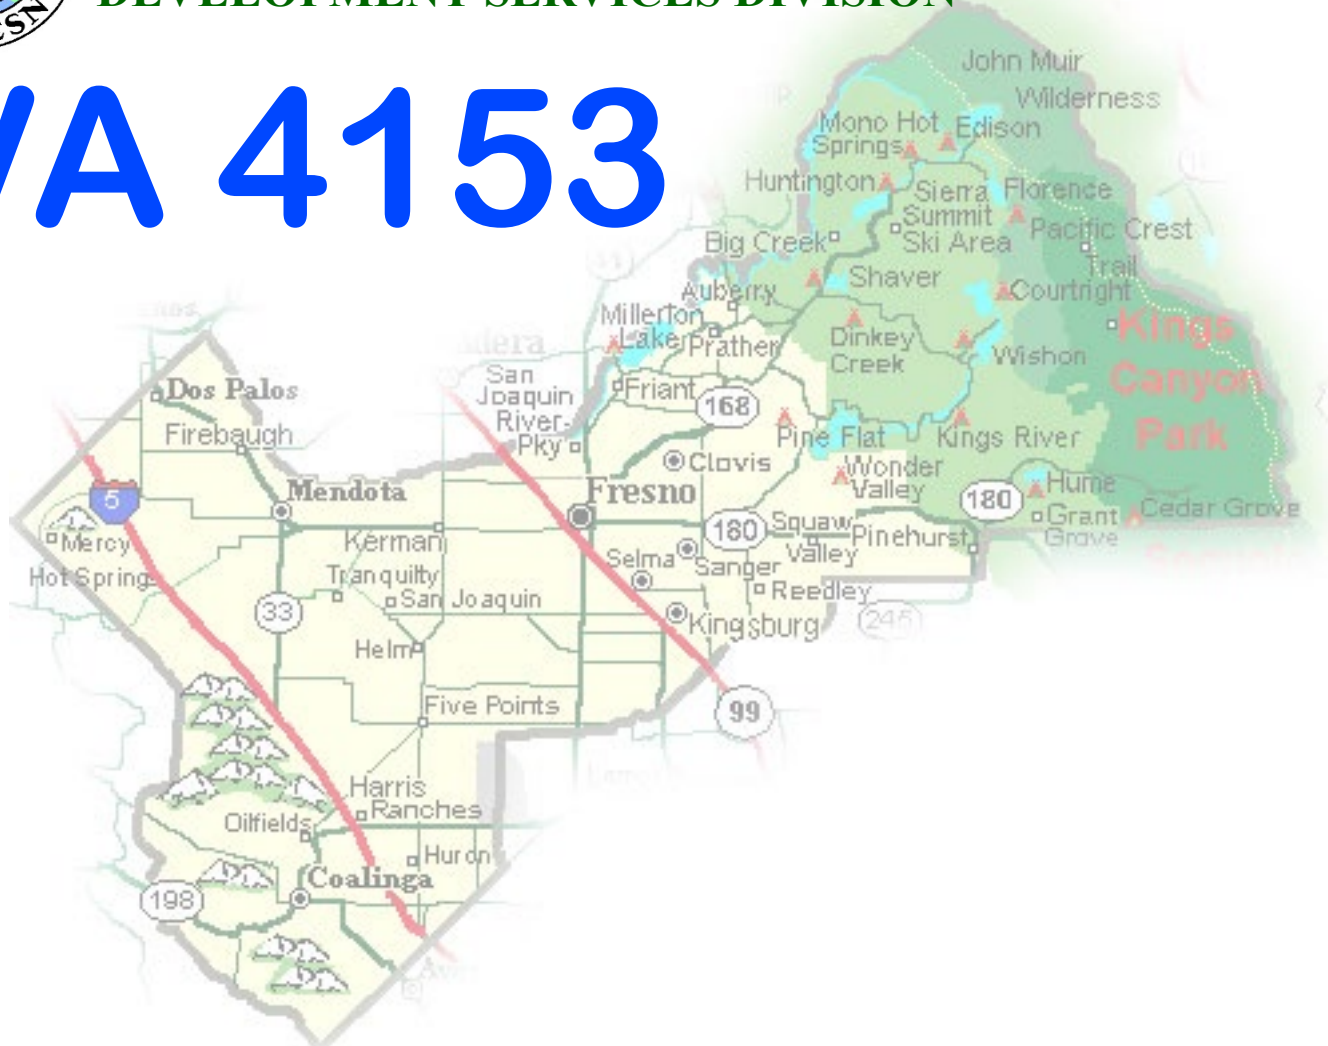 DEVELOPMENT SERVICES DIVISION
VA 4153
John Muir
Wilderness
Mono Hot
Springs
Edison
Huntington
Sierra
Summit
Ski Area
Florence
Pacific Crest
Trail
Big Creek
Shaver
Courtright
Auberry
Millerton
Lake
Prather
Dinkey
Creek
Wishon
Kings
Canyon
Park
San
Joaquin
River
Pky
Friant
168
Dos Palos
Firebaugh
Pine Flat
Kings River
Clovis
Wonder
Valley
5
Mendota
Fresno
180
Hume
Grant
Grove
Cedar Grove
Mercy
Hot Springs
Kerman
180
Squaw
Valley
Pinehurst
Selma
Sanger
Tranquilty
San Joaquin
Reedley
33
Kingsburg
245
Helm
Five Points
99
Harris
Ranches
Oilfields
Huron
Coalinga
198